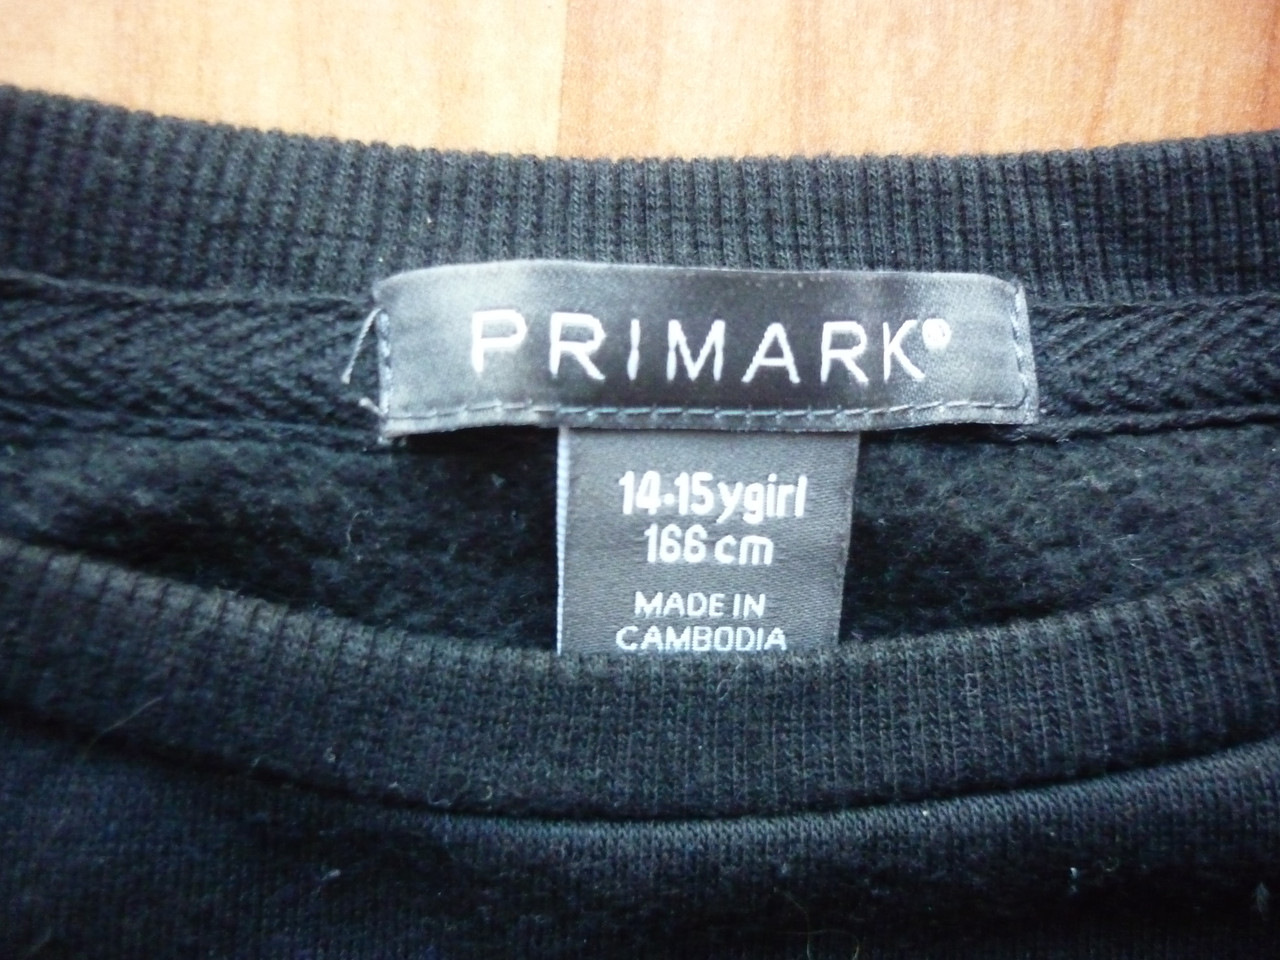 PRIMARK®
14-15ygirl
166 cm
MADE IN
CAMBODIA